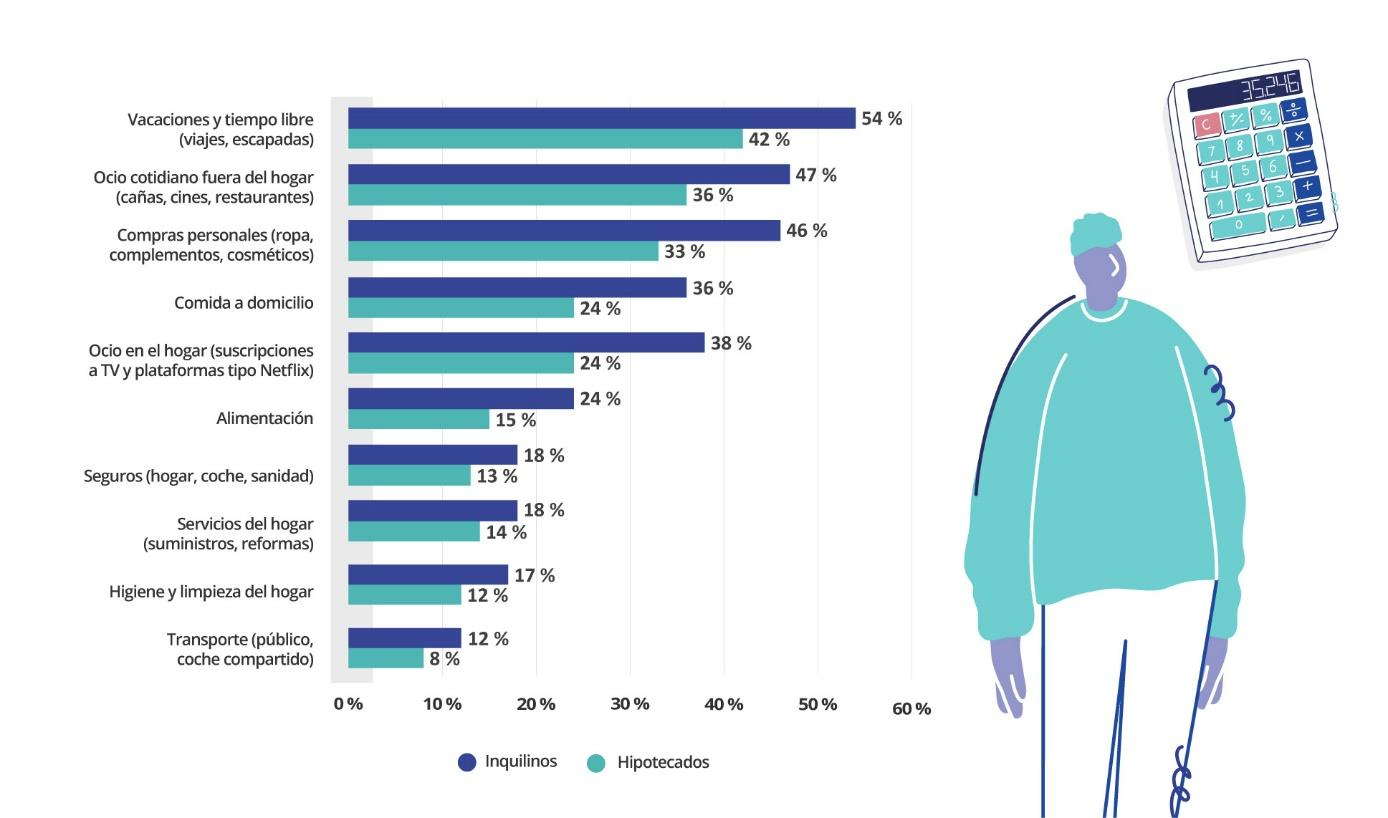 35.246
C +/- % ÷
7 8 9 ×
4 5 6 −
1 2 3 +
0 =
Vacaciones y tiempo libre
(viajes, escapadas)
54 %
42 %
Ocio cotidiano fuera del hogar
(cañas, cines, restaurantes)
47 %
36 %
Compras personales (ropa,
complementos, cosméticos)
46 %
33 %
Comida a domicilio
36 %
24 %
Ocio en el hogar (suscripciones
a TV y plataformas tipo Netflix)
38 %
24 %
Alimentación
24 %
15 %
Seguros (hogar, coche, sanidad)
18 %
13 %
Servicios del hogar
(suministros, reformas)
18 %
14 %
Higiene y limpieza del hogar
17 %
12 %
Transporte (público,
coche compartido)
12 %
8 %
0 % 10 % 20 % 30 % 40 % 50 % 60 %
Inquilinos Hipotecados